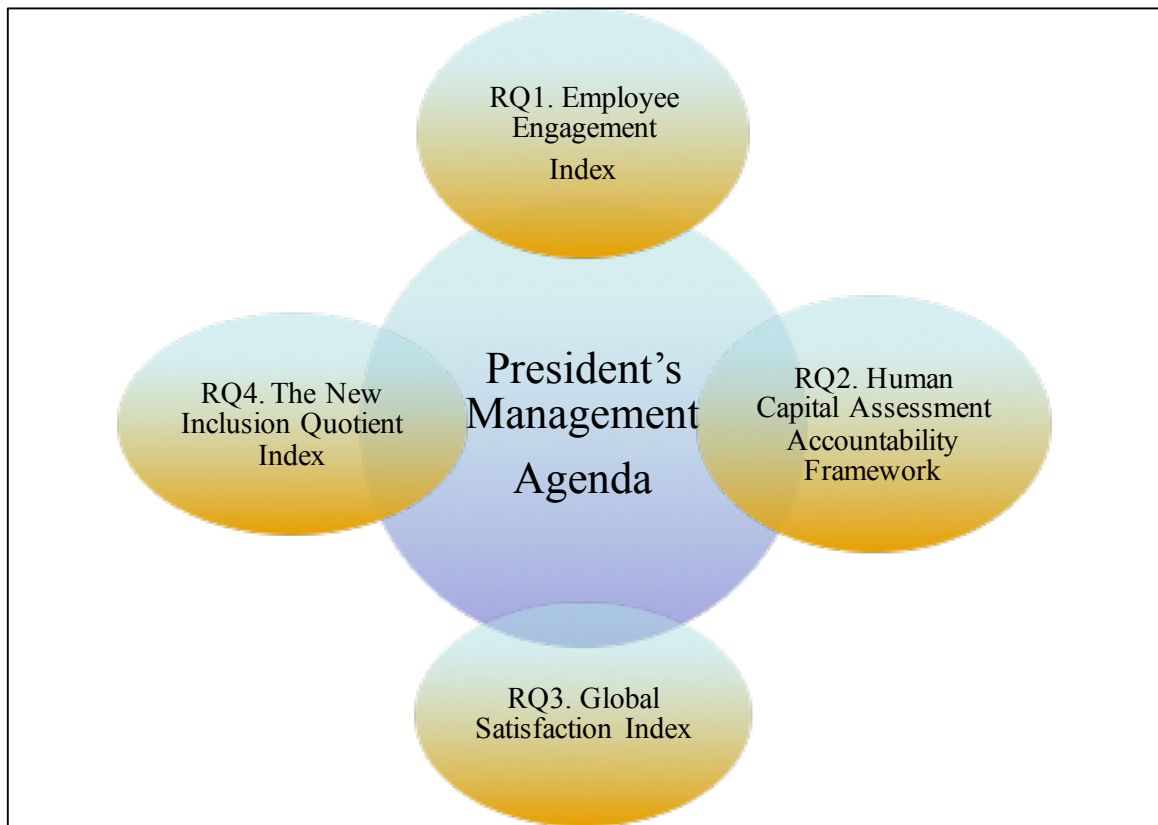 RQ1. Employee
Engagement
Index
President’s
Management
Agenda
RQ2. Human
Capital Assessment
Accountability
Framework
RQ4. The New
Inclusion Quotient
Index
RQ3. Global
Satisfaction Index